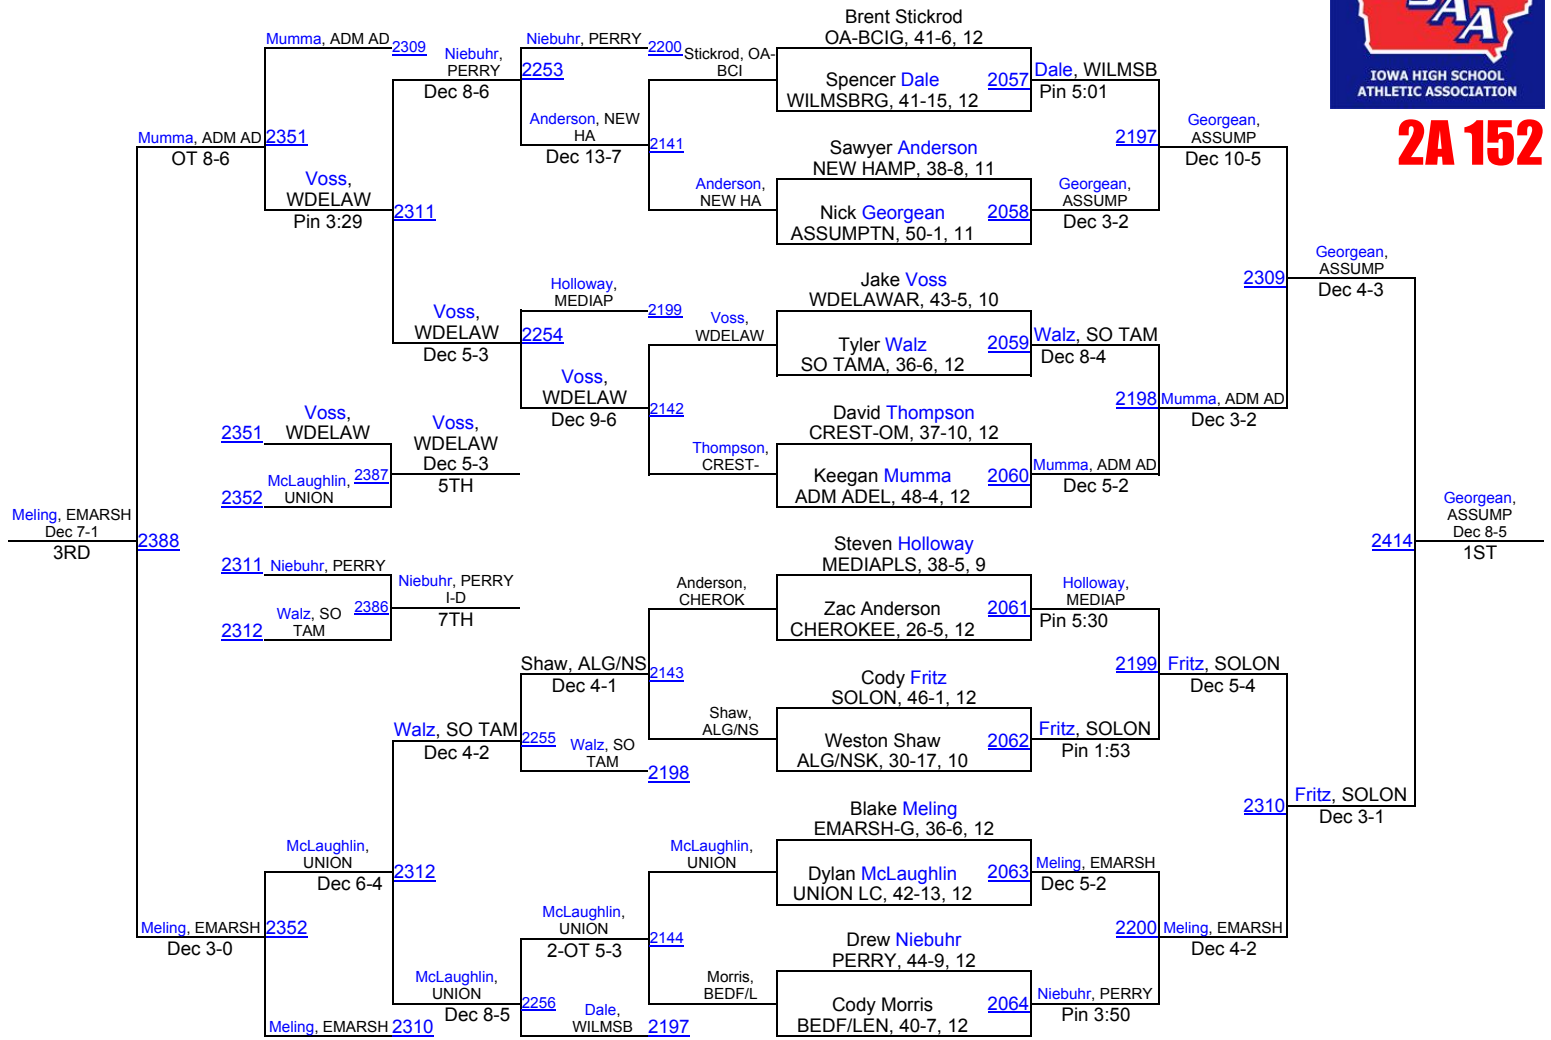 Brent Stickrod
OA-BCIG, 41-6, 12
Spencer Dale
WILMSBRG, 41-15, 12
Sawyer Anderson
NEW HAMP, 38-8, 11
Nick Georgean
ASSUMPTN, 50-1, 11
Jake Voss
WDELAWAR, 43-5, 10
Tyler Walz
SO TAMA, 36-6, 12
David Thompson
CREST-OM, 37-10, 12
Keegan Mumma
ADM ADEL, 48-4, 12
Steven Holloway
MEDIAPLS, 38-5, 9
Zac Anderson
CHEROKEE, 26-5, 12
Cody Fritz
SOLON, 46-1, 12
Weston Shaw
ALG/NSK, 30-17, 10
Blake Meling
EMARSH-G, 36-6, 12
Dylan McLaughlin
UNION LC, 42-13, 12
Drew Niebuhr
PERRY, 44-9, 12
Cody Morris
BEDF/LEN, 40-7, 12
2057
Dale, WILMSB
Pin 5:01
2058
Georgean,
ASSUMP
Dec 3-2
2059
Walz, SO TAM
Dec 8-4
2060
Mumma, ADM AD
Dec 5-2
2061
Holloway,
MEDIAP
Pin 5:30
2062
Fritz, SOLON
Pin 1:53
2063
Meling, EMARSH
Dec 5-2
2064
Niebuhr, PERRY
Pin 3:50
2197
Georgean,
ASSUMP
Dec 10-5
2198
Mumma, ADM AD
Dec 3-2
2199
Fritz, SOLON
Dec 5-4
2200
Meling, EMARSH
Dec 4-2
2309
Georgean,
ASSUMP
Dec 4-3
2310
Fritz, SOLON
Dec 3-1
2414
Georgean,
ASSUMP
Dec 8-5
1ST
Stickrod, OA-
BCI
2141
Anderson,
NEW HA
Voss,
WDELAW
2142
Thompson,
CREST-
Anderson,
CHEROK
2143
Shaw,
ALG/NS
McLaughlin,
UNION
2144
Morris,
BEDF/L
Niebuhr, PERRY
2200
2253
Anderson, NEW
HA
Dec 13-7
Holloway,
MEDIAP
2199
2254
Voss,
WDELAW
Dec 9-6
Shaw, ALG/NS
Dec 4-1
2255
Walz, SO
TAM
2198
McLaughlin,
UNION
2-OT 5-3
2256
Dale,
WILMSB
2197
Niebuhr,
PERRY
Dec 8-6
2311
Voss,
WDELAW
Dec 5-3
Walz, SO TAM
Dec 4-2
2312
McLaughlin,
UNION
Dec 8-5
Mumma, ADM AD
2309
2351
Voss,
WDELAW
Pin 3:29
McLaughlin,
UNION
Dec 6-4
2352
Meling, EMARSH
2310
Mumma, ADM AD
OT 8-6
Meling, EMARSH
Dec 3-0
2388
Meling, EMARSH
Dec 7-1
3RD
2351
Voss,
WDELAW
2352
McLaughlin,
UNION
2387
Voss,
WDELAW
Dec 5-3
5TH
2311
Niebuhr, PERRY
2312
Walz, SO
TAM
2386
Niebuhr, PERRY
I-D
7TH
IOWA HIGH SCHOOL
ATHLETIC ASSOCIATION
2A 152